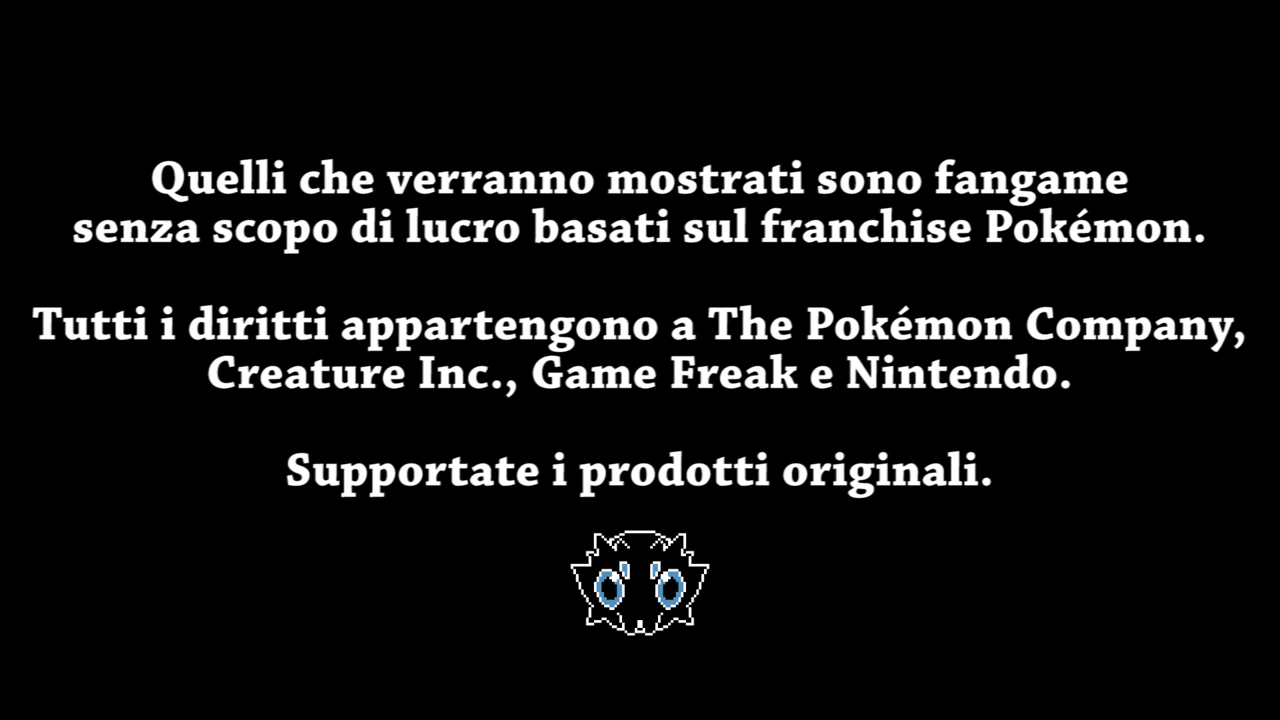 Quelli che verranno mostrati sono fangame
senza scopo di lucro basati sul franchise Pokémon.
Tutti i diritti appartengono a The Pokémon Company,
Creature Inc., Game Freak e Nintendo.
Supportate i prodotti originali.